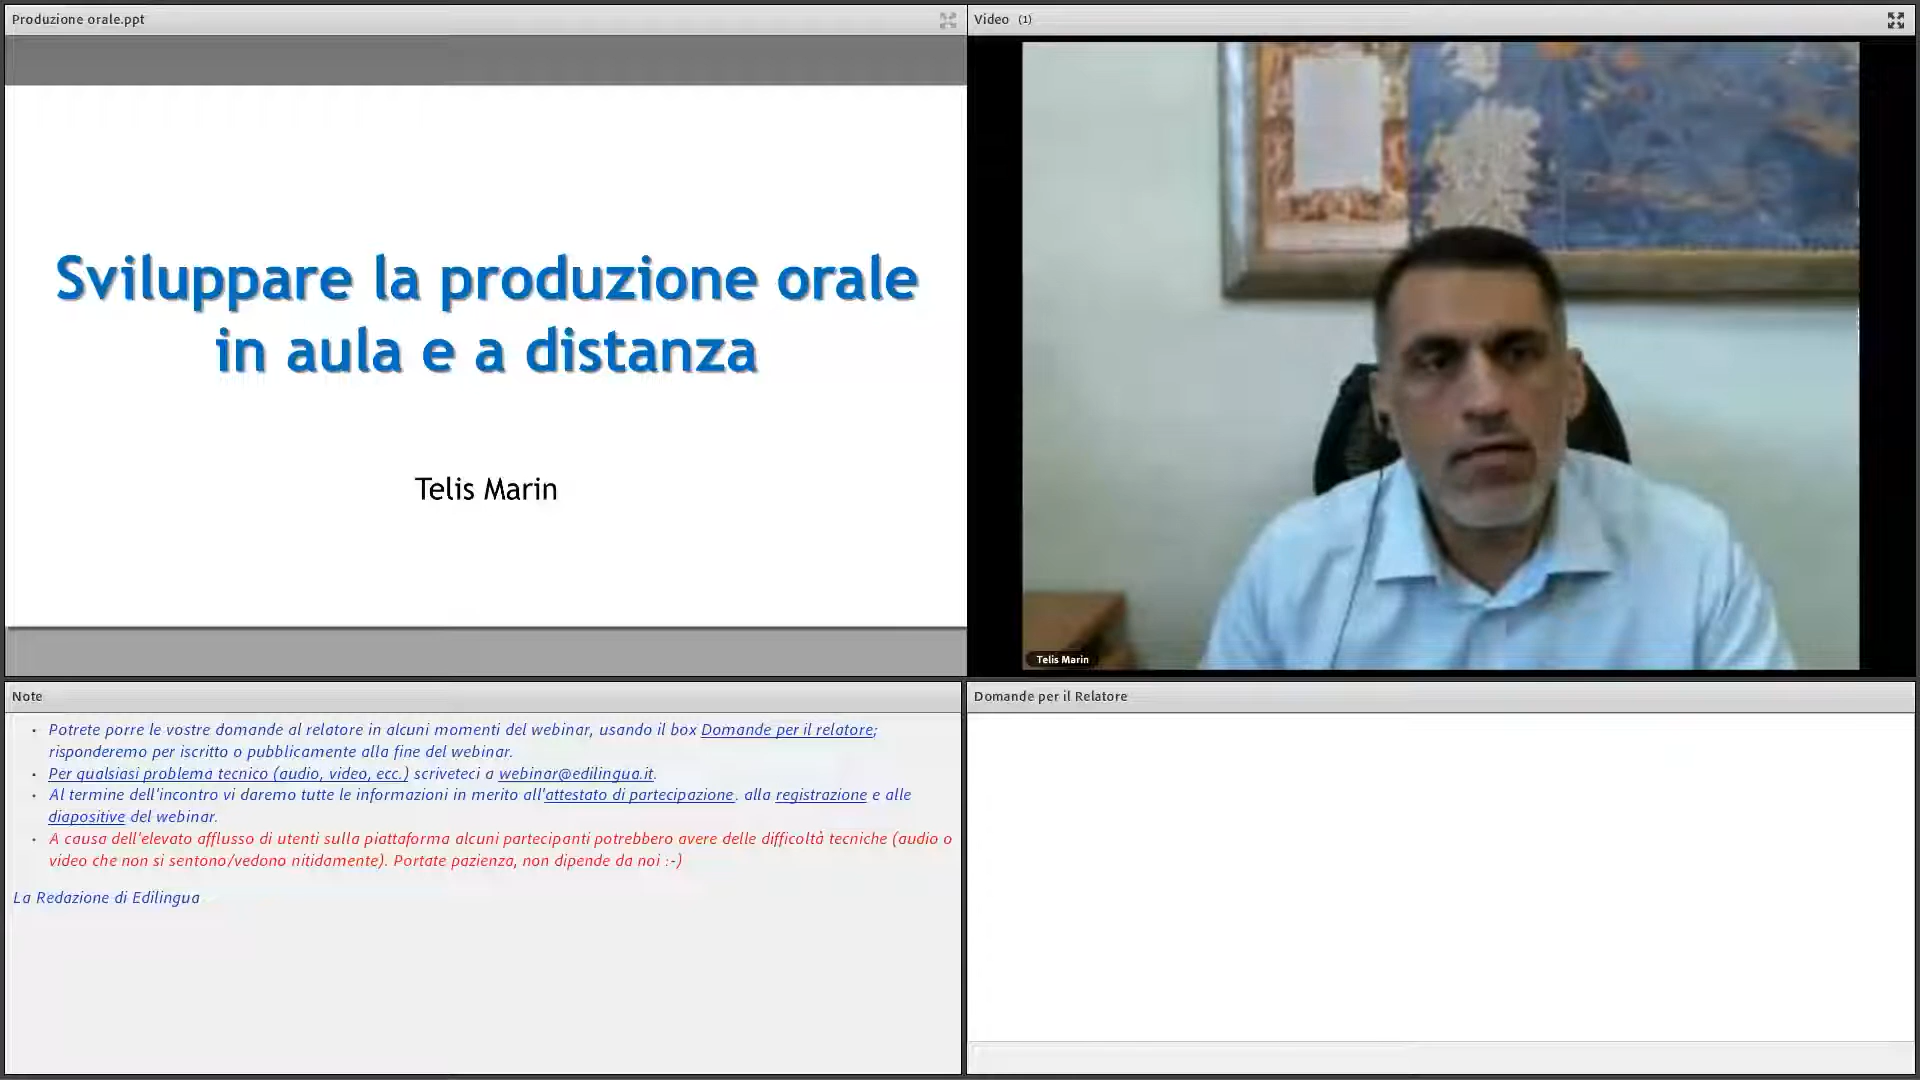 Produzione orale.ppt
Video (1)
Sviluppare la produzione orale
in aula e a distanza
Telis Marin
Telis Marin
Note
• Potrete porre le vostre domande al relatore in alcuni momenti del webinar, usando il box Domande per il relatore;
risponderemo per iscritto o pubblicamente alla fine del webinar.
• Per qualsiasi problema tecnico (audio, video, ecc.) scriveteci a webinar@edilingua.it.
• Al termine dell'incontro vi daremo tutte le informazioni in merito all'attestato di partecipazione. alla registrazione e alle
diapositive del webinar.
• A causa dell'elevato afflusso di utenti sulla piattaforma alcuni partecipanti potrebbero avere delle difficoltà tecniche (audio o
video che non si sentono/vedono nitidamente). Portate pazienza, non dipende da noi :-)
La Redazione di Edilingua
Domande per il Relatore